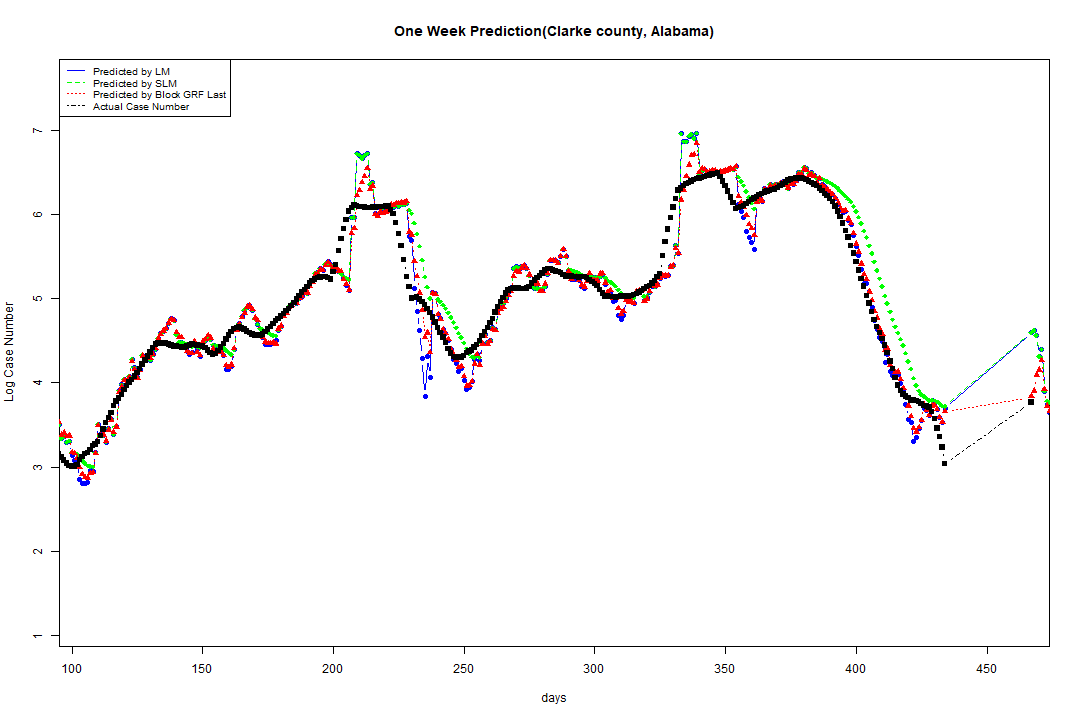 One Week Prediction(Clarke county, Alabama)
Predicted by LM
Predicted by SLM
Predicted by Block GRF Last
Actual Case Number
7
6
5
4
3
2
1
Log Case Number
100 150 200 250 300 350 400 450
days